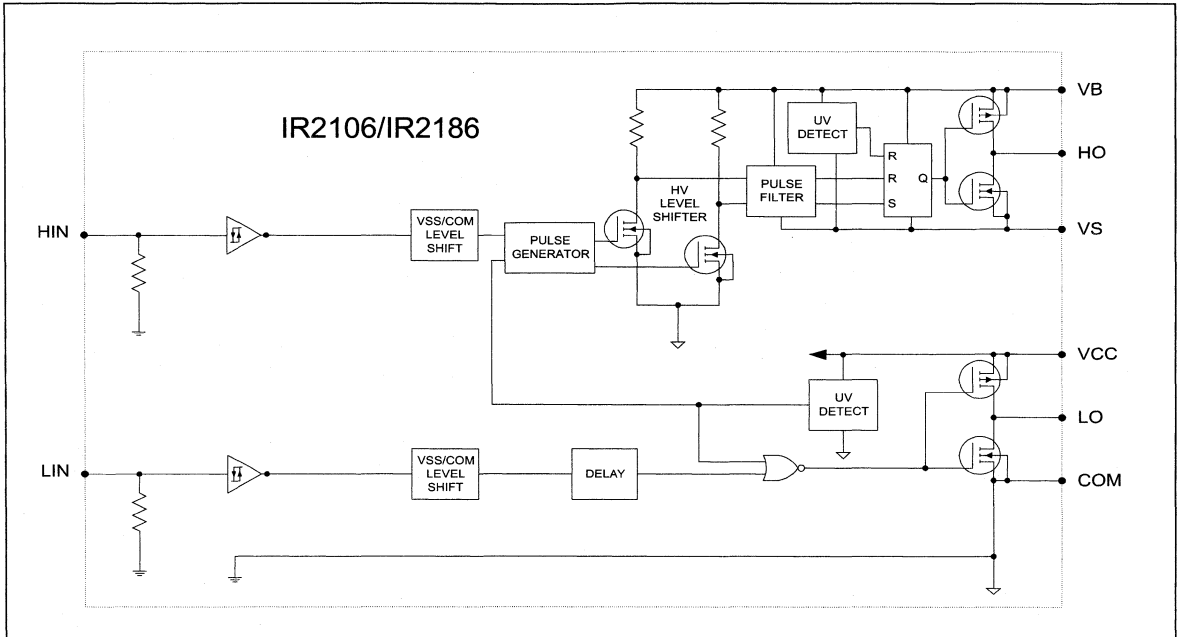 IR2106/IR2186
VB
UV
DETECT
HO
R
R
Q
S
PULSE
FILTER
HV
LEVEL
SHIFTER
VS
HIN
VSS/COM
LEVEL
SHIFT
PULSE
GENERATOR
VCC
UV
DETECT
LO
LIN
VSS/COM
LEVEL
SHIFT
DELAY
COM